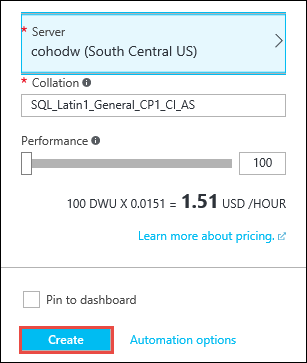 * Server
cohodw (South Central US)
* Collation
SQL_Latin1_General_CP1_CI_AS
Performance
100
100 DWU X 0.0151 = 1.51 USD /HOUR
Learn more about pricing.
Pin to dashboard
Create Automation options